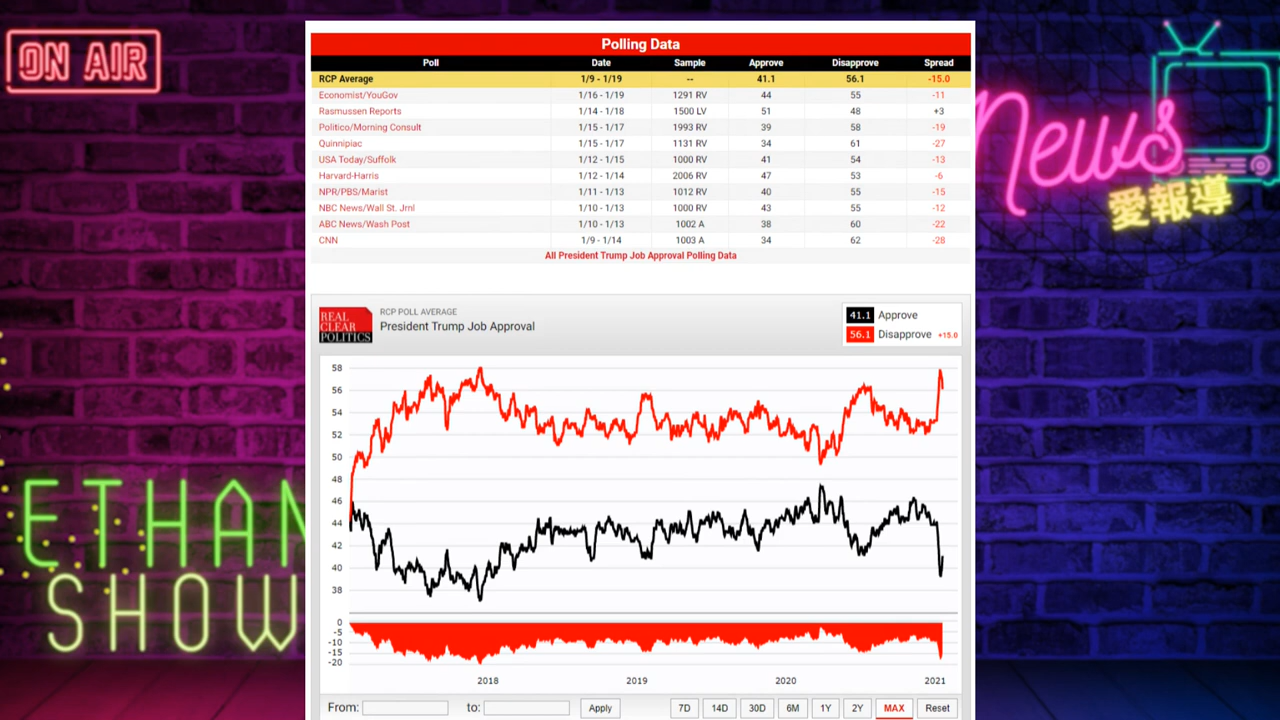 ON AIR
News
愛報導
ETHAN
SHOW
Polling Data
Poll Date Sample Approve Disapprove Spread
RCP Average 1/9 - 1/19 -- 41.1 56.1 -15.0
Economist/YouGov 1/16 - 1/19 1291 RV 44 55 -11
Rasmussen Reports 1/14 - 1/18 1500 LV 51 48 +3
Politico/Morning Consult 1/15 - 1/17 1993 RV 39 58 -19
Quinnipiac 1/15 - 1/17 1131 RV 34 61 -27
USA Today/Suffolk 1/12 - 1/15 1000 RV 41 54 -13
Harvard-Harris 1/12 - 1/14 2006 RV 47 53 -6
NPR/PBS/Marist 1/11 - 1/13 1012 RV 40 55 -15
NBC News/Wall St. Jrnl 1/10 - 1/13 1000 RV 43 55 -12
ABC News/Wash Post 1/10 - 1/13 1002 A 38 60 -22
CNN 1/9 - 1/14 1003 A 34 62 -28
All President Trump Job Approval Polling Data
REAL
CLEAR
POLITICS
RCP POLL AVERAGE
President Trump Job Approval
41.1 Approve
56.1 Disapprove +15.0
58
56
54
52
50
48
46
44
42
40
38
0
-5
-10
-15
-20
2018 2019 2020 2021
From: to: Apply 7D 14D 30D 6M 1Y 2Y MAX Reset